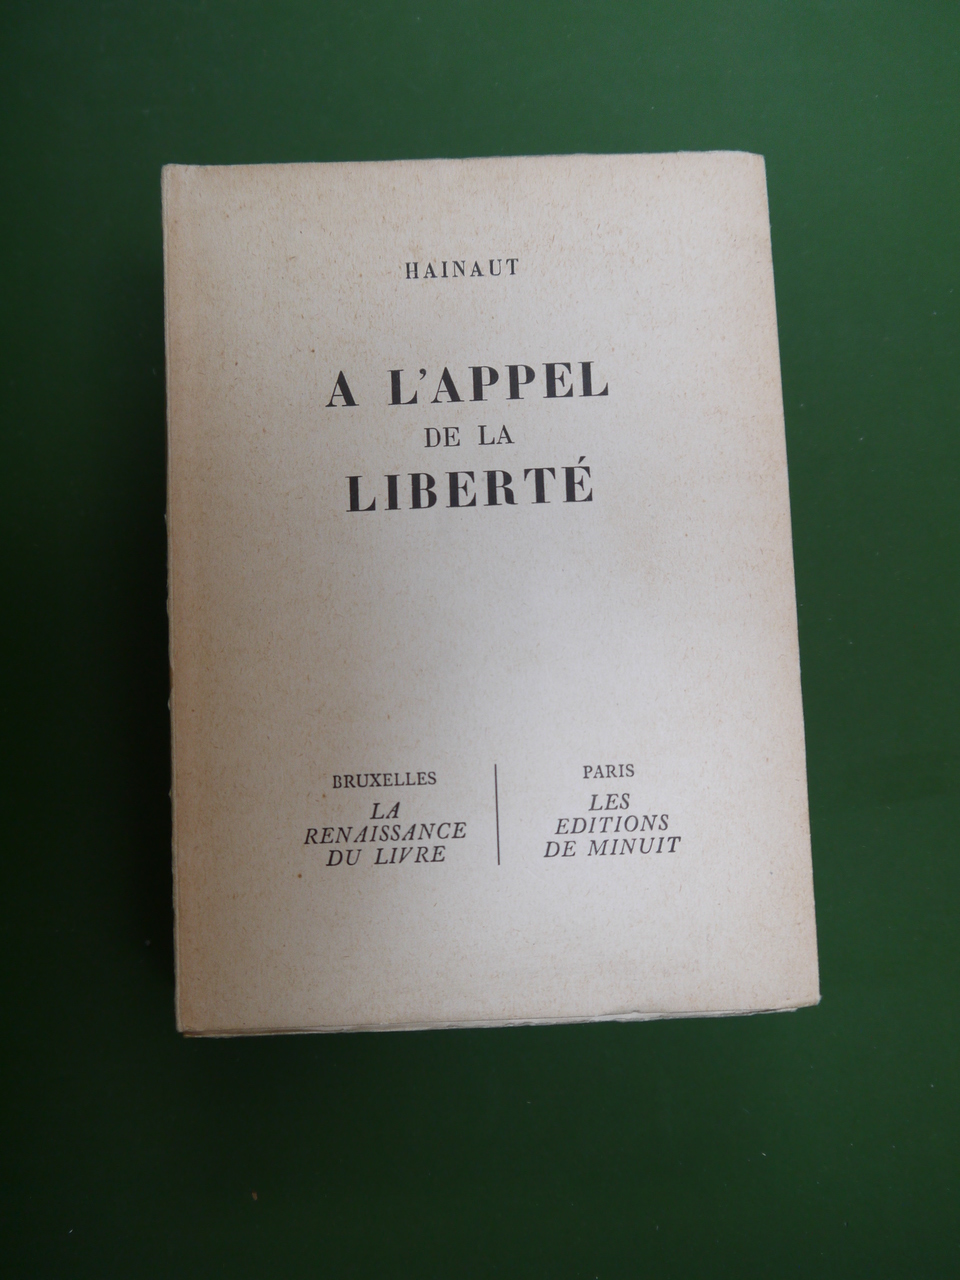 HAINAUT
A L'APPEL
DE LA
LIBERTÉ
BRUXELLES
LA
RENAISSANCE
DU LIVRE
PARIS
LES
EDITIONS
DE MINUIT